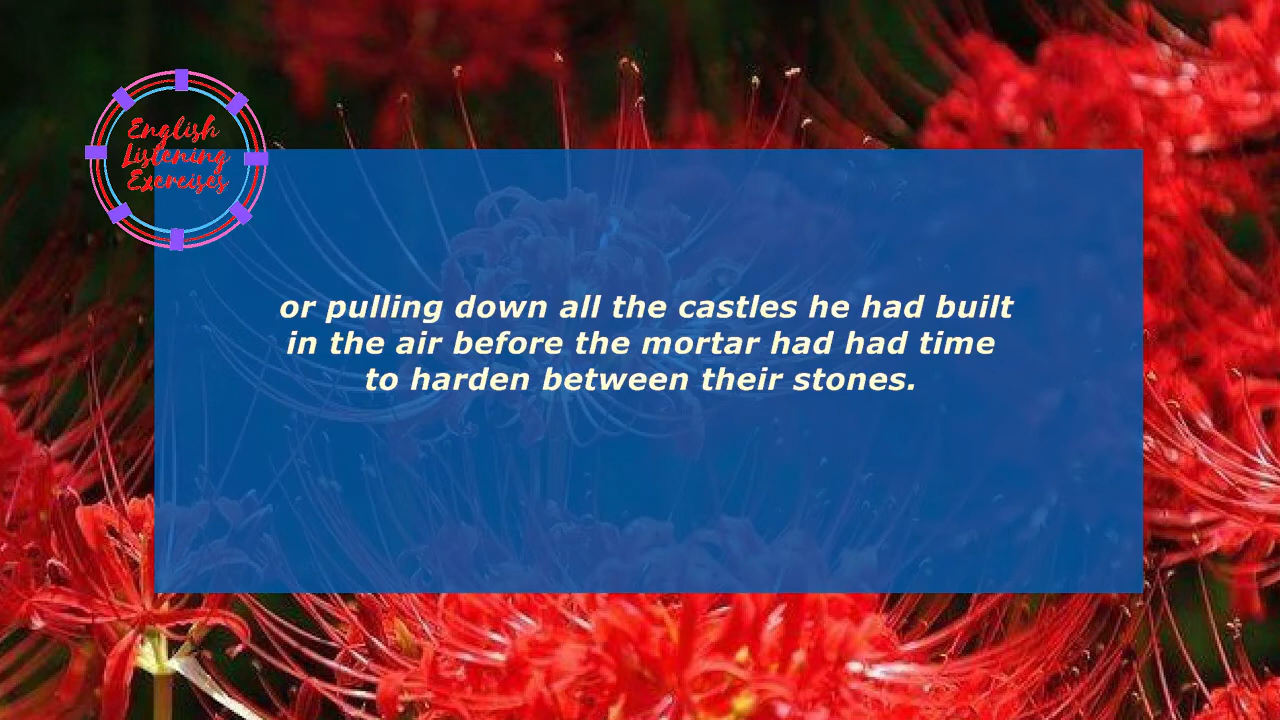 English
Listening
Exercises
or pulling down all the castles he had built
in the air before the mortar had had time
to harden between their stones.